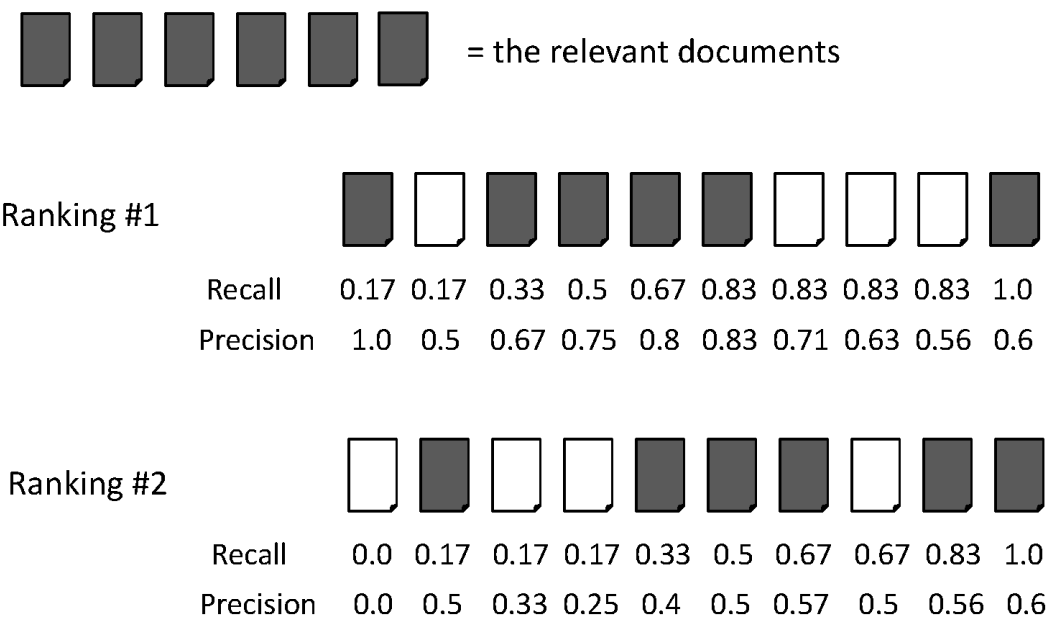 = the relevant documents
Ranking #1
Recall 0.17 0.17 0.33 0.5 0.67 0.83 0.83 0.83 0.83 1.0
Precision 1.0 0.5 0.67 0.75 0.8 0.83 0.71 0.63 0.56 0.6
Ranking #2
Recall 0.0 0.17 0.17 0.17 0.33 0.5 0.67 0.67 0.83 1.0
Precision 0.0 0.5 0.33 0.25 0.4 0.5 0.57 0.5 0.56 0.6